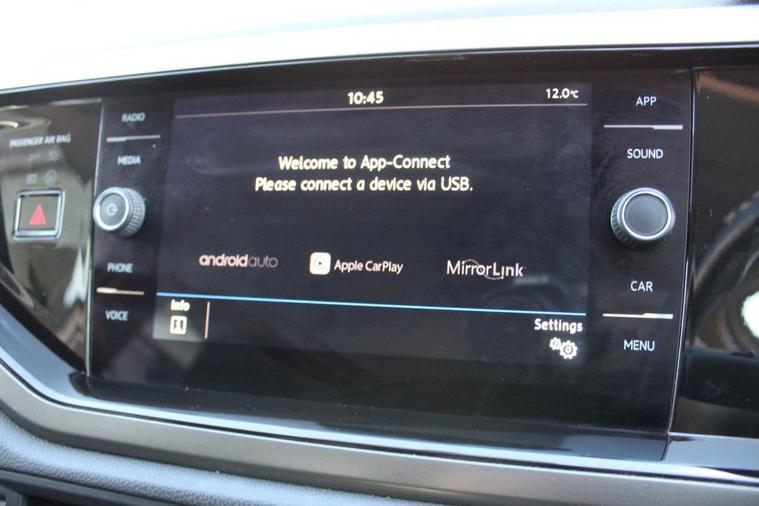 10:45
12.0°C
RADIO
APP
PASSENGER AIR BAG
MEDIA
SOUND
Welcome to App-Connect
Please connect a device via USB.
androidauto
Apple CarPlay
MirrorLink
PHONE
CAR
VOICE
Info
Settings
MENU